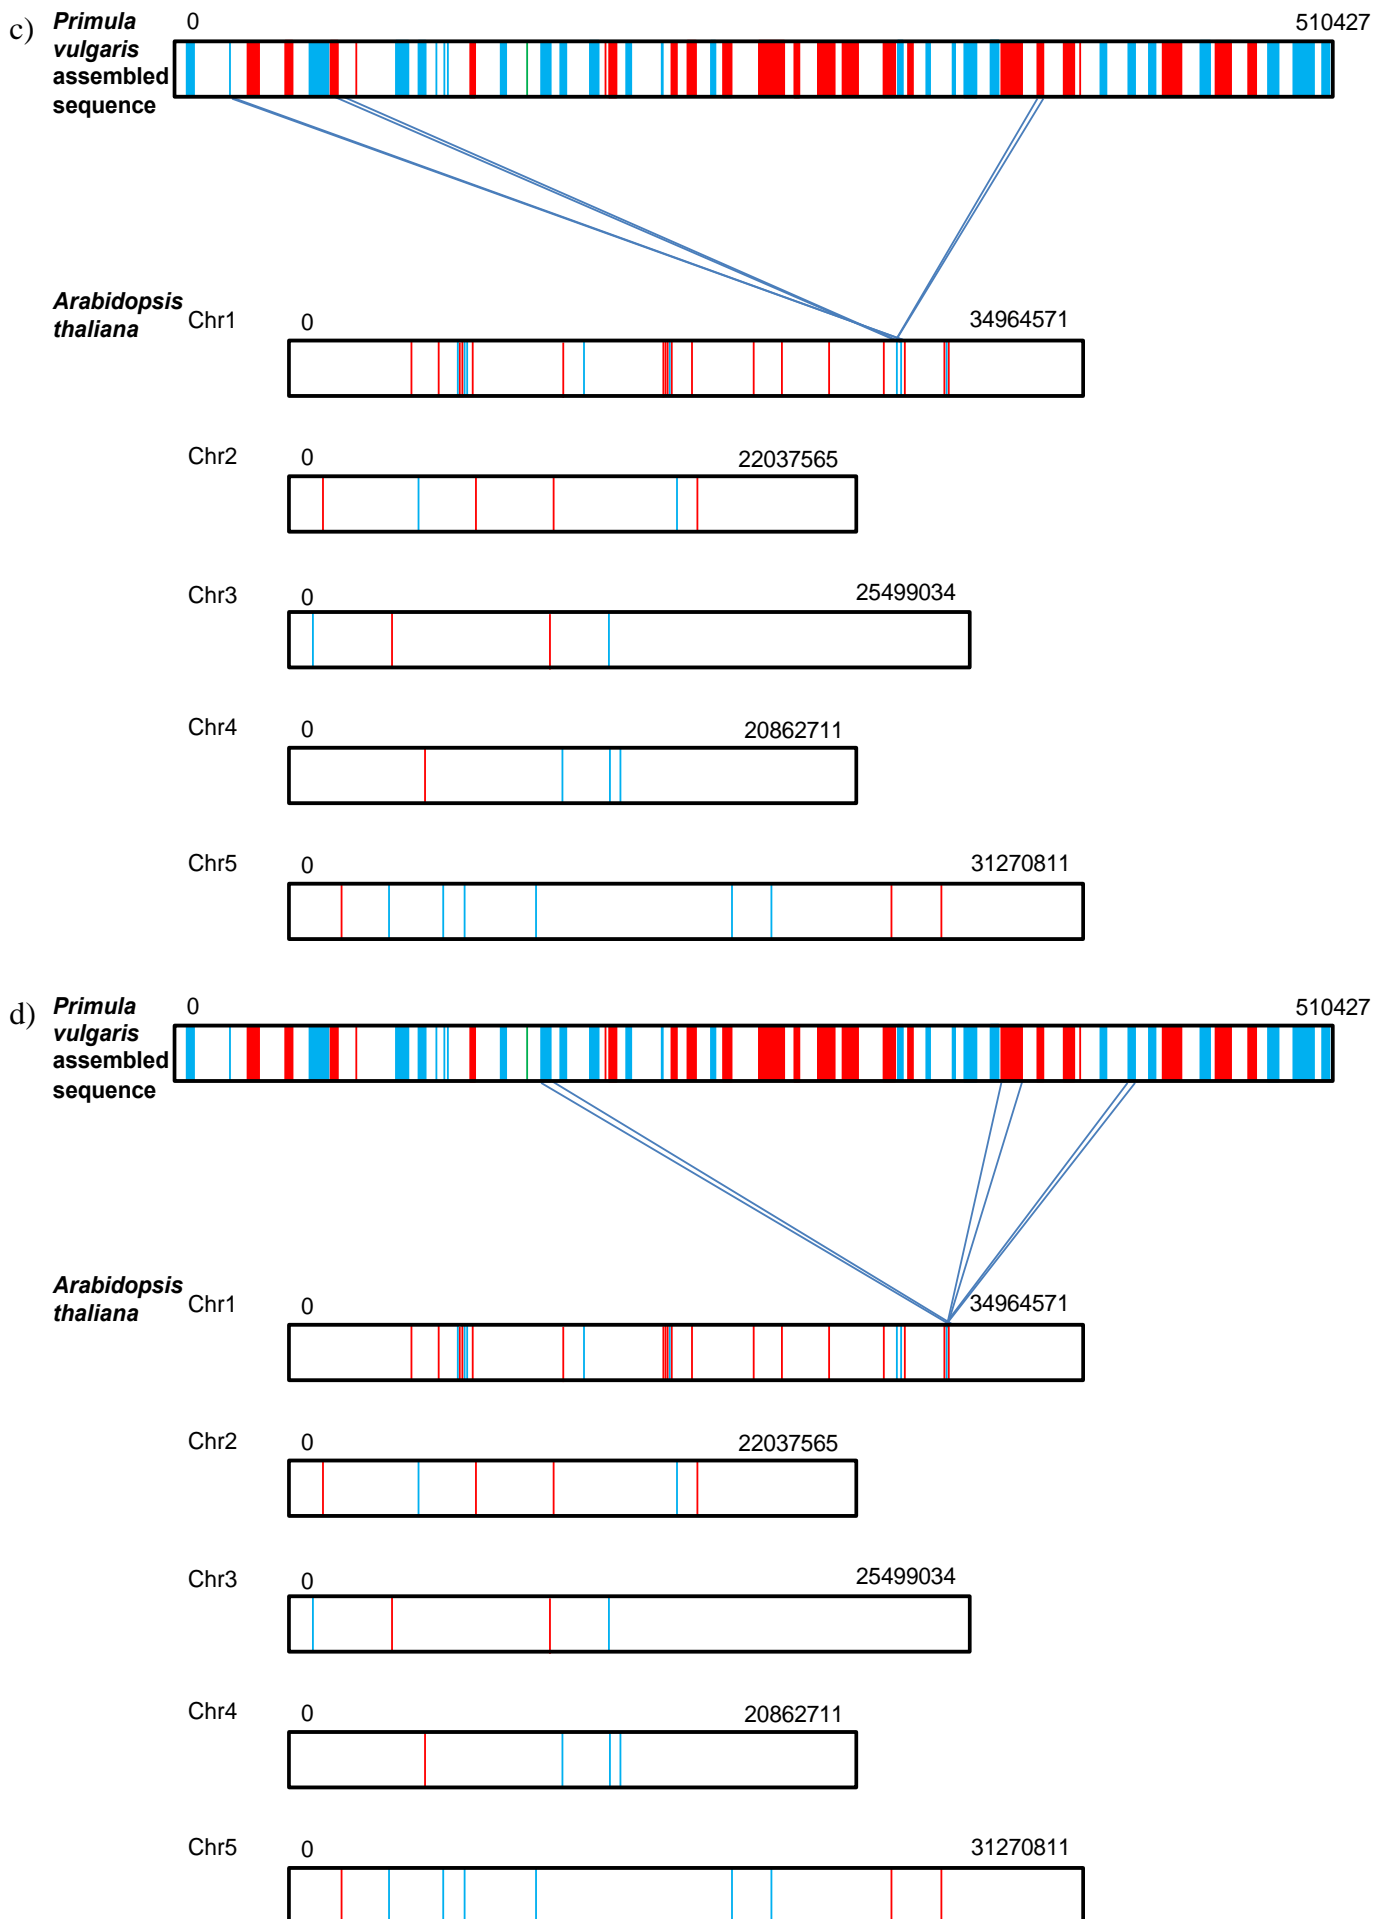 c) Primula 0 510427
vulgaris
assembled
sequence
Arabidopsis
thaliana Chr1 0 34964571
Chr2 0 22037565
Chr3 0 25499034
Chr4 0 20862711
Chr5 0 31270811
d) Primula 0 510427
vulgaris
assembled
sequence
Arabidopsis
thaliana Chr1 0 34964571
Chr2 0 22037565
Chr3 0 25499034
Chr4 0 20862711
Chr5 0 31270811